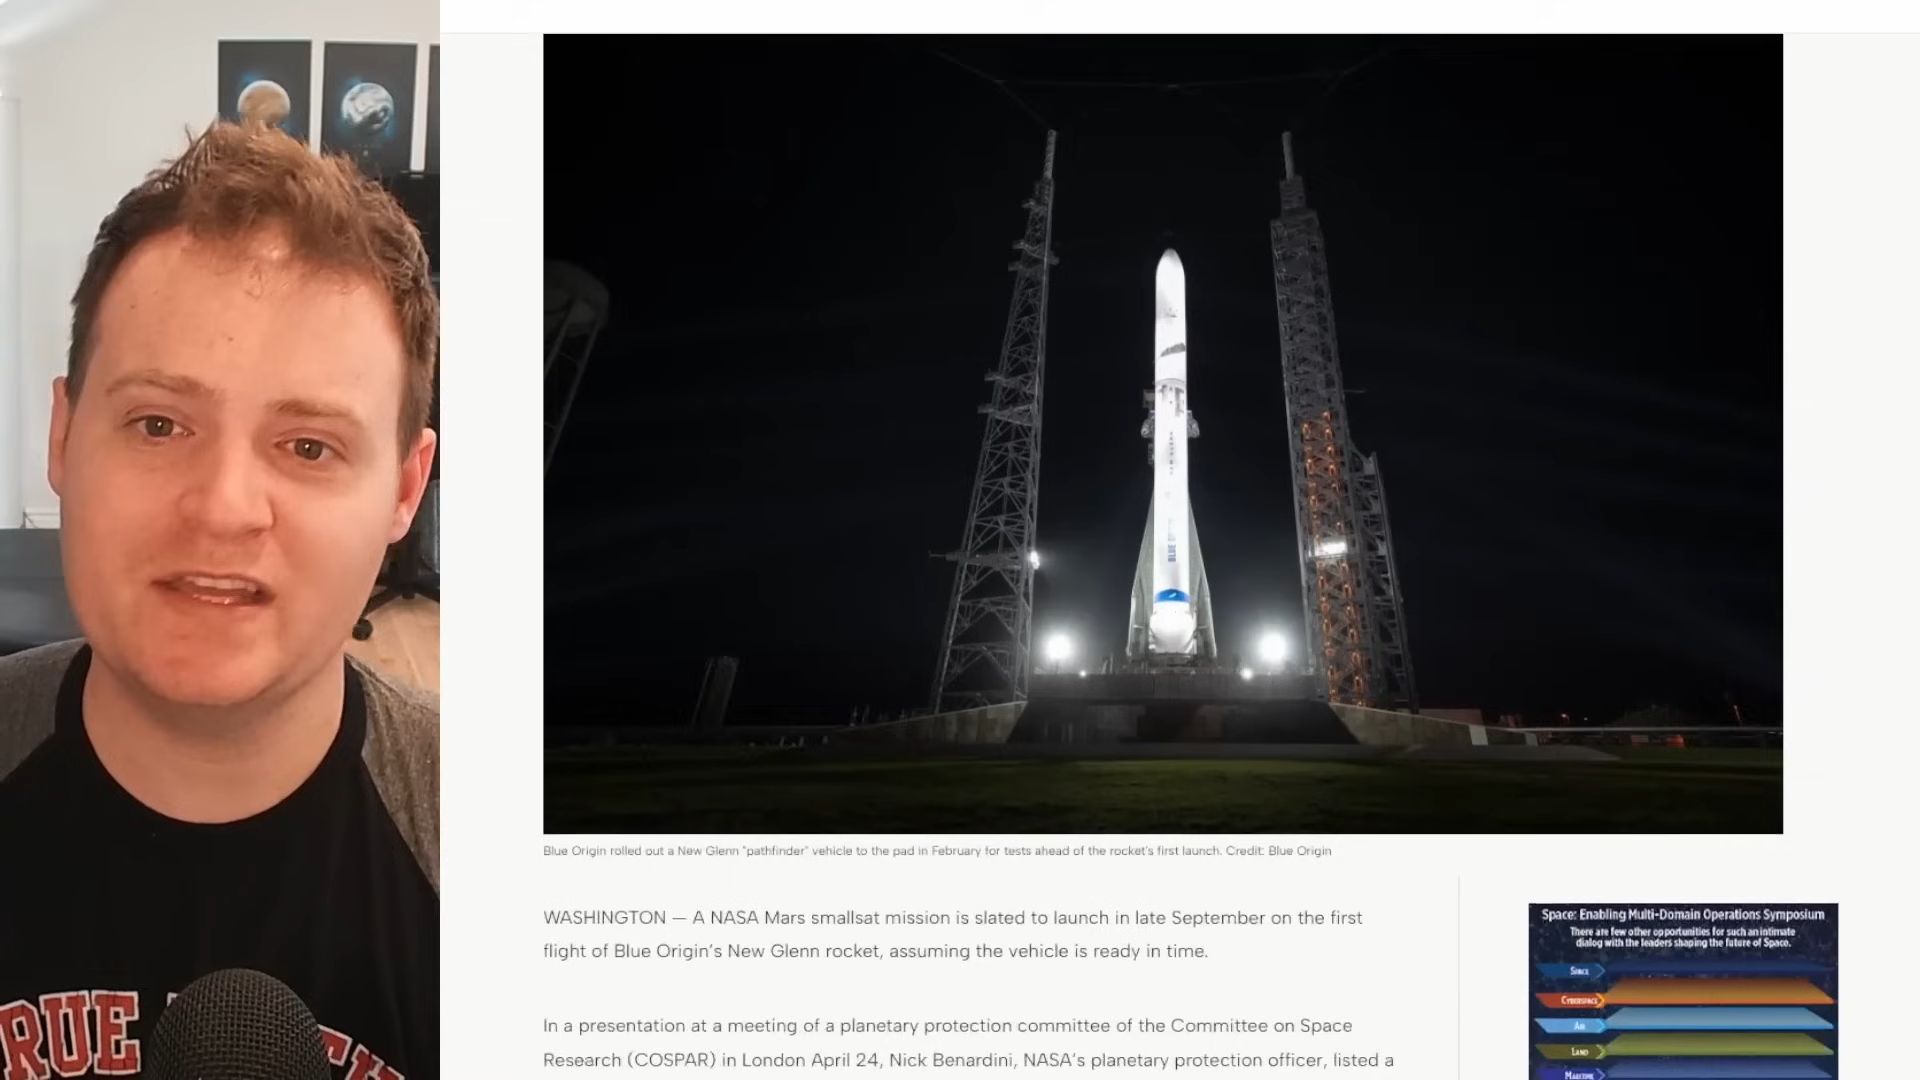 BLUE
Blue Origin rolled out a New Glenn "pathfinder" vehicle to the pad in February for tests ahead of the rocket's first launch. Credit: Blue Origin
WASHINGTON — A NASA Mars smallsat mission is slated to launch in late September on the first
flight of Blue Origin's New Glenn rocket, assuming the vehicle is ready in time.
In a presentation at a meeting of a planetary protection committee of the Committee on Space
Research (COSPAR) in London April 24, Nick Benardini, NASA's planetary protection officer, listed a
Space: Enabling Multi-Domain Operations Symposium
There are few other opportunities for such an intimate
dialog with the leaders shaping the future of Space.
SPACE
CYBERSPACE
AIR
LAND
MARITIME
RUE